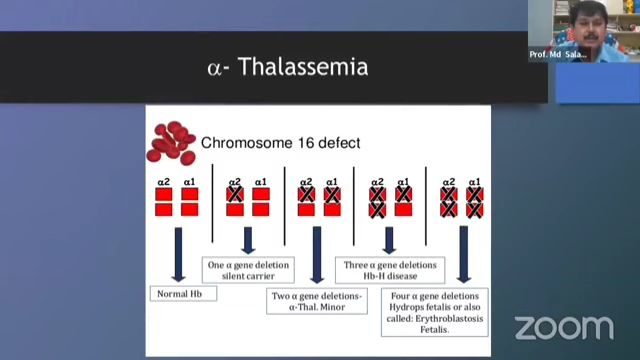 Prof. Md Sala...
α- Thalassemia
Chromosome 16 defect
α2 α1
α2 α1
α2 α1
α2 α1
α2 α1
Normal Hb
One α gene deletion
silent carrier
Two α gene deletions-
α-Thal. Minor
Three α gene deletions
Hb-H disease
Four α gene deletions
Hydrops fetalis or also
called: Erythroblastosis
Fetalis.
zoom